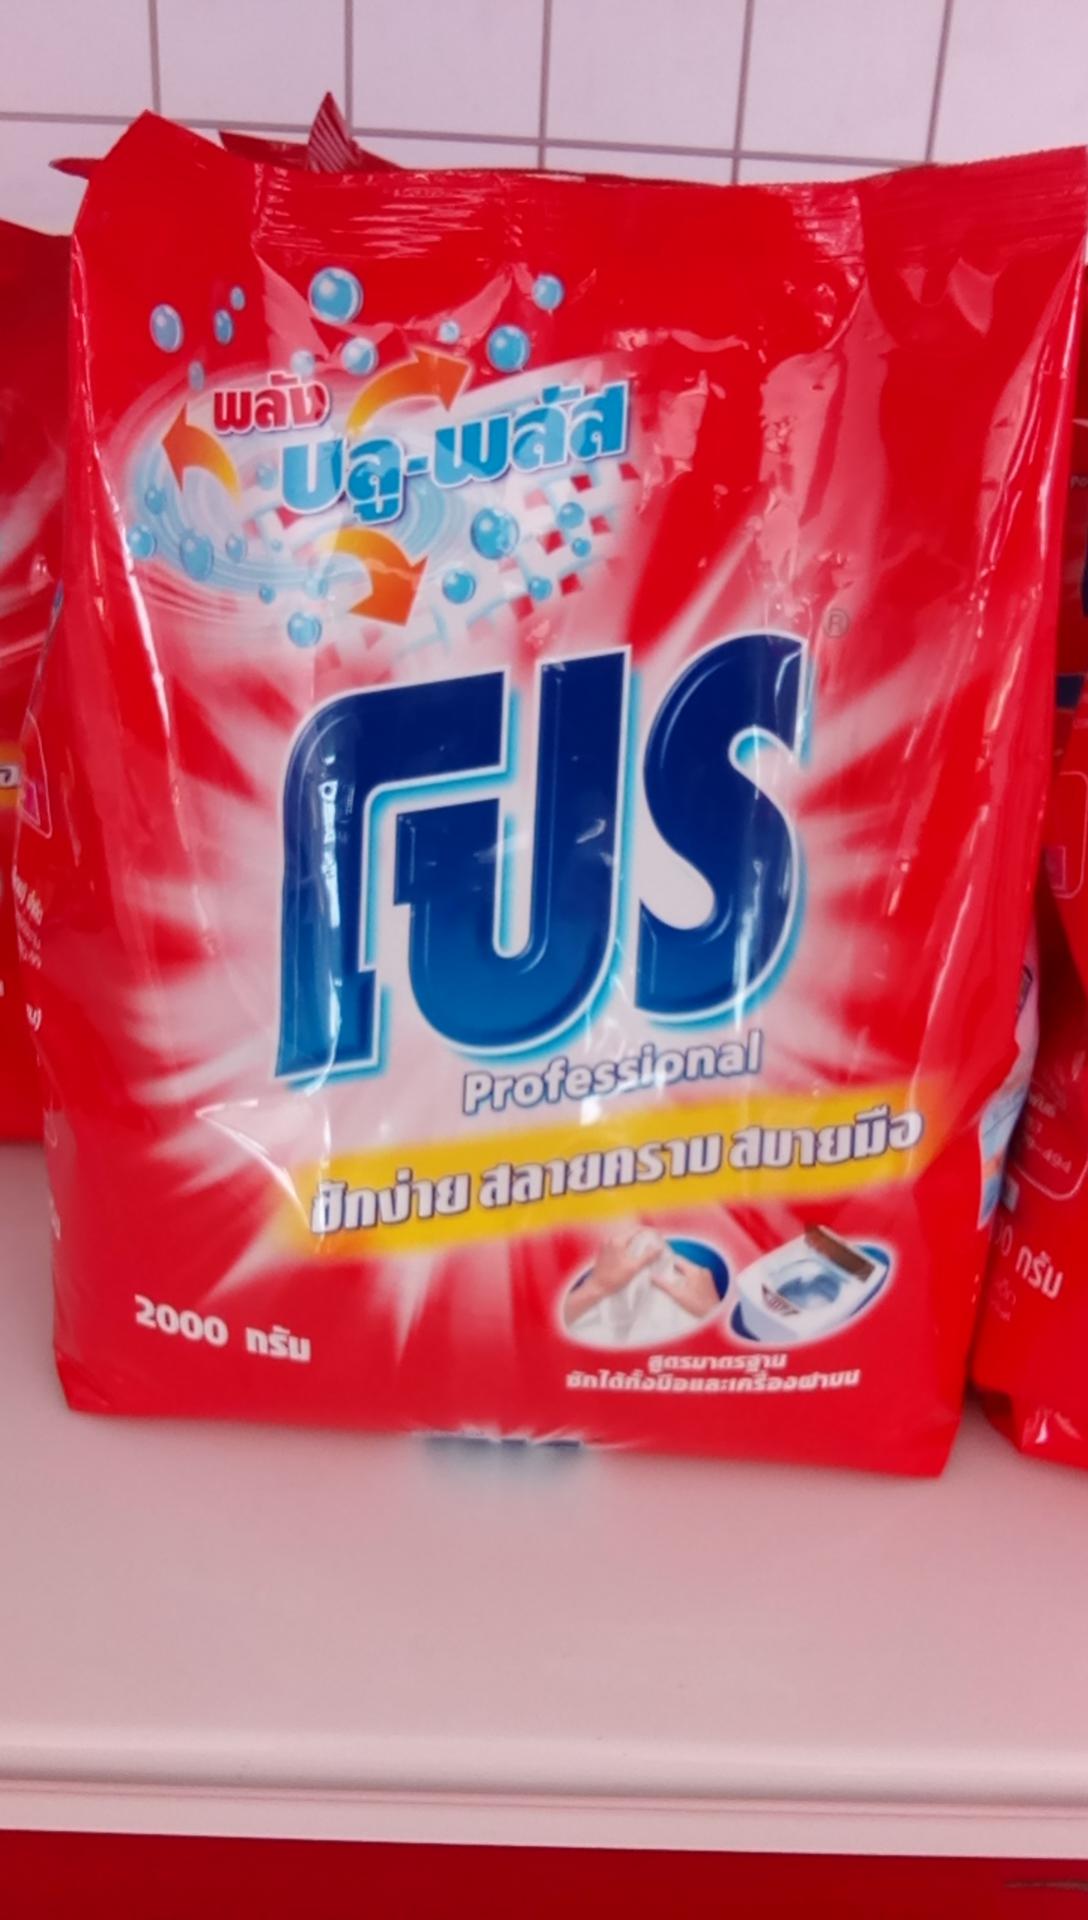 พลัง
บลู-พลัส
โปร
®
Professional
ซักง่าย สลายคราบ สบายมือ
2000 กรัม
สูตรมาตรฐาน
ซักได้ทั้งมือและเครื่องฝาบน
กรัม